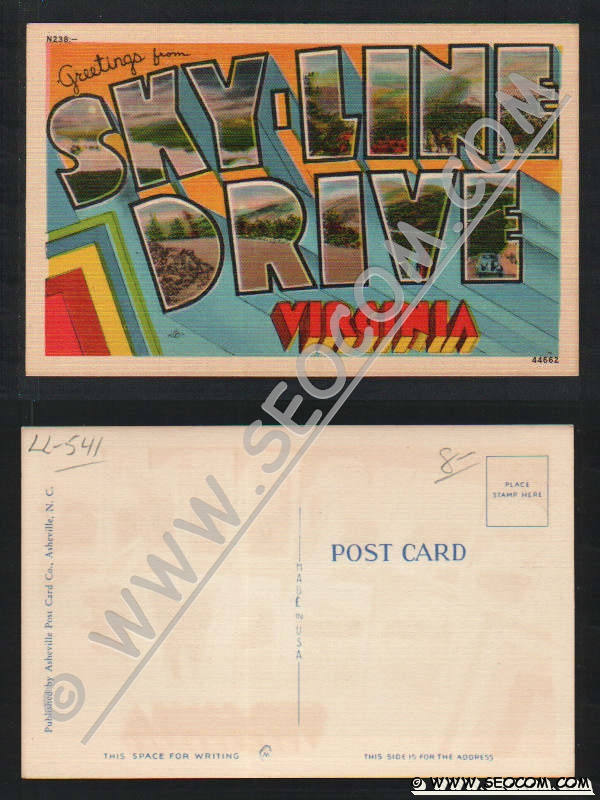 N238:-
Greetings from
SKY-LINE
DRIVE
VIRGINIA
44662
© WWW.SEOCOM.COM
LL-541
8-
PLACE
STAMP HERE
POST CARD
Published by Asheville Post Card Co., Asheville, N. C.
MADE IN USA
THIS SPACE FOR WRITING
THIS SIDE IS FOR THE ADDRESS
© WWW.SEOCOM.COM